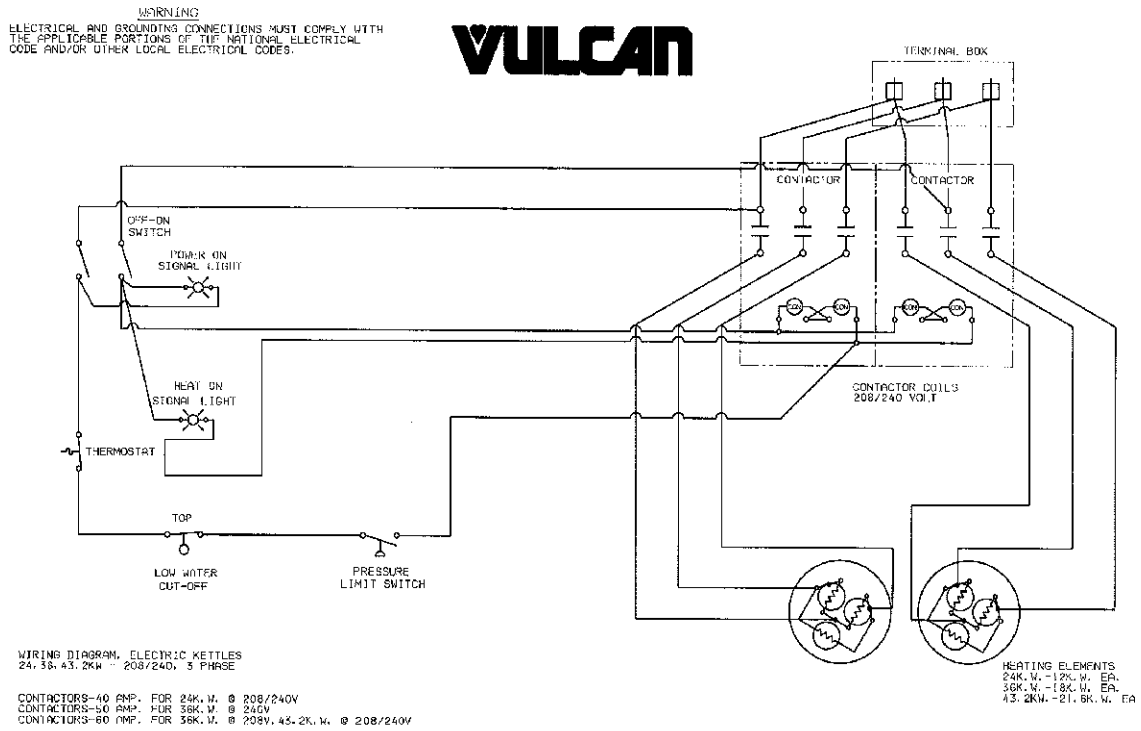 WARNING
ELECTRICAL AND GROUNDING CONNECTIONS MUST COMPLY WITH
THE APPLICABLE PORTIONS OF THE NATIONAL ELECTRICAL
CODE AND/OR OTHER LOCAL ELECTRICAL CODES.
VULCAN
TERMINAL BOX
CONTACTOR
CONTACTOR
OFF-ON
SWITCH
POWER ON
SIGNAL LIGHT
CON
CON
CON
CON
HEAT ON
SIGNAL LIGHT
CONTACTOR COILS
208/240 VOLT
THERMOSTAT
TOP
LOW WATER
CUT-OFF
PRESSURE
LIMIT SWITCH
WIRING DIAGRAM, ELECTRIC KETTLES
24, 36, 43.2KW - 208/240, 3 PHASE
HEATING ELEMENTS
24K.W.-12K.W. EA.
36K.W.-18K.W. EA.
43.2KW.-21.6K.W. EA
CONTACTORS-40 AMP. FOR 24K.W. @ 208/240V
CONTACTORS-50 AMP. FOR 36K.W. @ 240V
CONTACTORS-60 AMP. FOR 36K.W. @ 208V, 43.2K.W. @ 208/240V